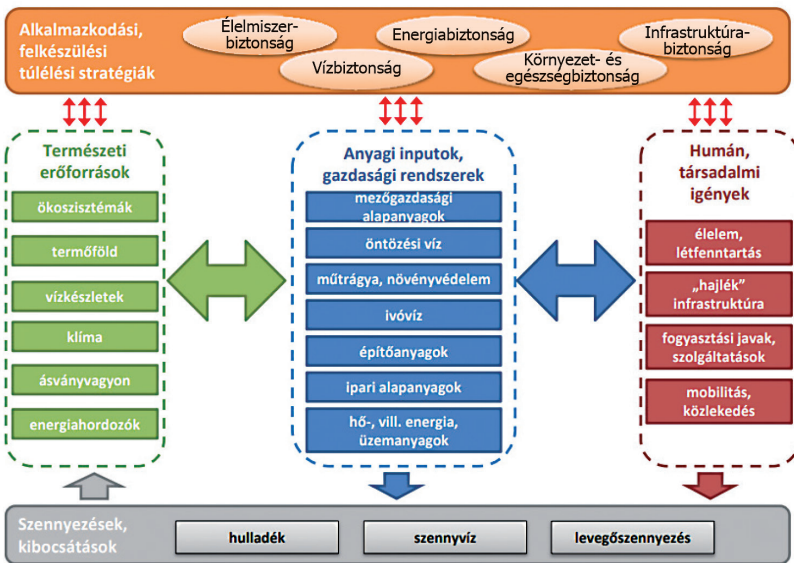 Alkalmazkodási,
felkészülési
túlélési stratégiák
Élelmiszer-
biztonság
Vízbiztonság
Energiabiztonság
Környezet- és
egészségbiztonság
Infrastruktúra-
biztonság
Természeti
erőforrások
ökoszisztémák
termőföld
vízkészletek
klíma
ásványvagyon
energiahordozók
Anyagi inputok,
gazdasági rendszerek
mezőgazdasági
alapanyagok
öntözési víz
műtrágya, növényvédelem
ivóvíz
építőanyagok
ipari alapanyagok
hő-, vill. energia,
üzemanyagok
Humán,
társadalmi
igények
élelem,
létfenntartás
„hajlék”
infrastruktúra
fogyasztási javak,
szolgáltatások
mobilitás,
közlekedés
Szennyezések,
kibocsátások
hulladék
szennyvíz
levegőszennyezés